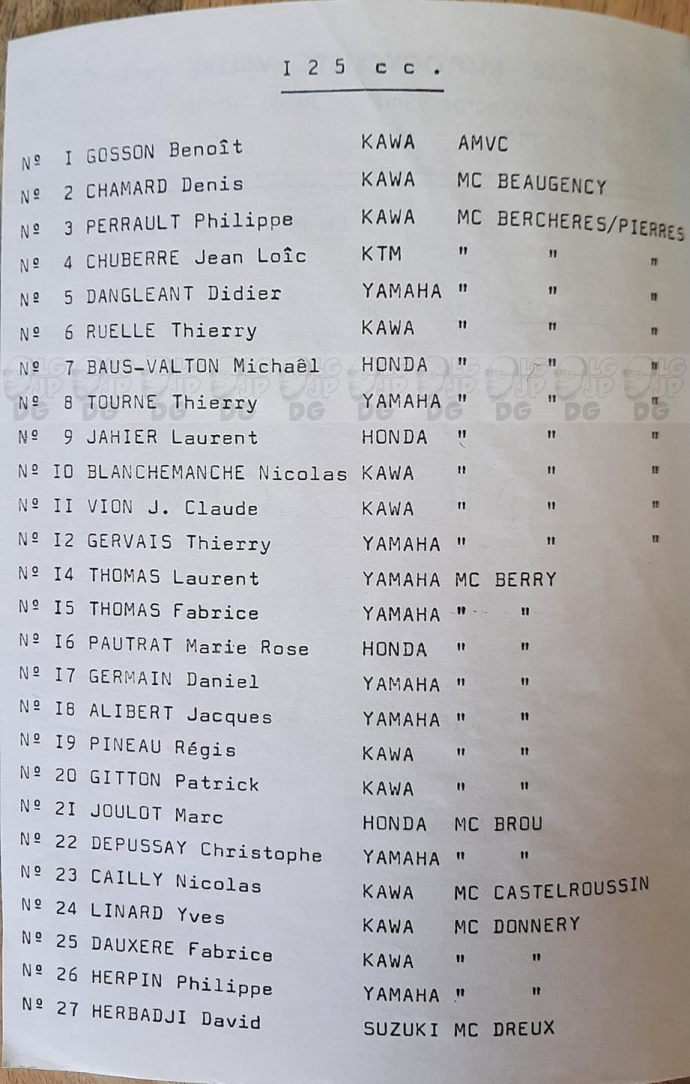 I 2 5 c c .
Nº I GOSSON Benoît KAWA AMVC
Nº 2 CHAMARD Denis KAWA MC BEAUGENCY
Nº 3 PERRAULT Philippe KAWA MC BERCHERES/PIERRES
Nº 4 CHUBERRE Jean Loîc KTM " " "
Nº 5 DANGLEANT Didier YAMAHA " " "
Nº 6 RUELLE Thierry KAWA " " "
Nº 7 BAUS-VALTON Michaêl HONDA " " "
Nº 8 TOURNE Thierry YAMAHA " " "
Nº 9 JAHIER Laurent HONDA " " "
Nº IO BLANCHEMANCHE Nicolas KAWA " " "
Nº II VION J. Claude KAWA " " "
Nº I2 GERVAIS Thierry YAMAHA " " "
Nº I4 THOMAS Laurent YAMAHA MC BERRY
Nº I5 THOMAS Fabrice YAMAHA " "
Nº I6 PAUTRAT Marie Rose HONDA " "
Nº I7 GERMAIN Daniel YAMAHA " "
Nº I8 ALIBERT Jacques YAMAHA " "
Nº I9 PINEAU Régis KAWA " "
Nº 20 GITTON Patrick KAWA " "
Nº 2I JOULOT Marc HONDA MC BROU
Nº 22 DEPUSSAY Christophe YAMAHA " "
Nº 23 CAILLY Nicolas KAWA MC CASTELROUSSIN
Nº 24 LINARD Yves KAWA MC DONNERY
Nº 25 DAUXERE Fabrice KAWA " "
Nº 26 HERPIN Philippe YAMAHA " "
Nº 27 HERBADJI David SUZUKI MC DREUX